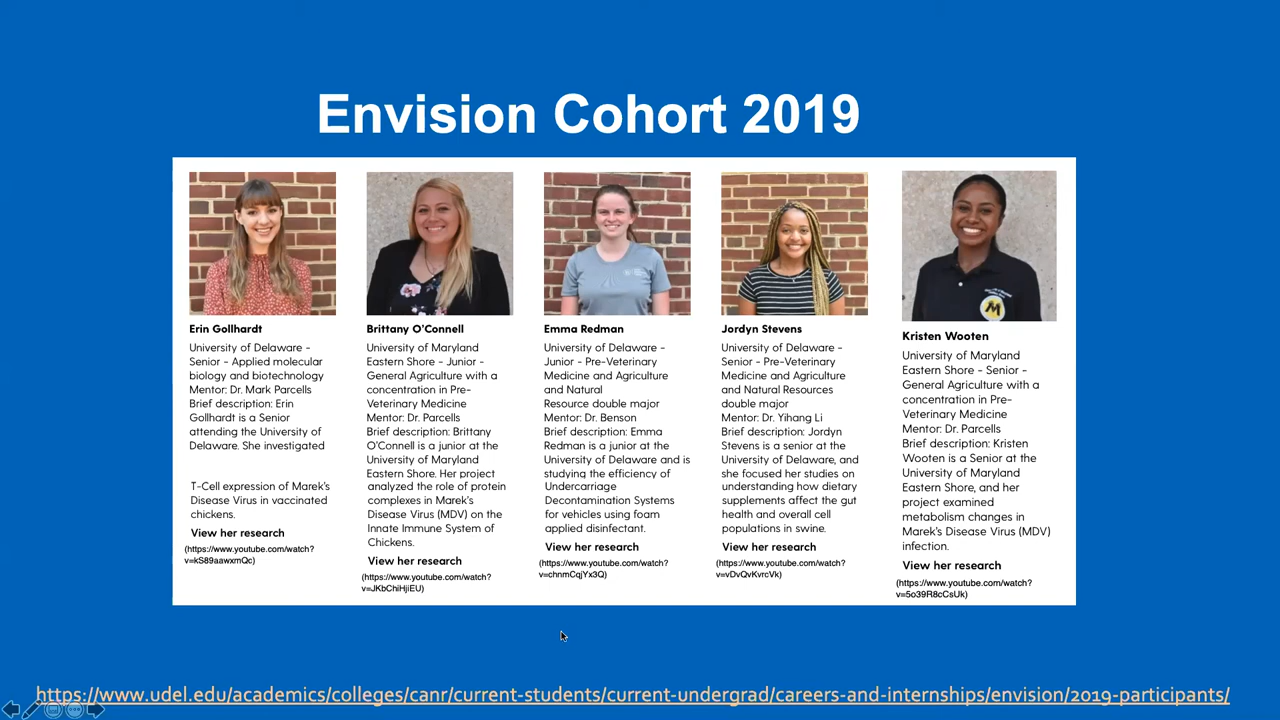 Envision Cohort 2019
Erin Gollhardt
University of Delaware -
Senior - Applied molecular
biology and biotechnology
Mentor: Dr. Mark Parcells
Brief description: Erin
Gollhardt is a Senior
attending the University of
Delaware. She investigated
T-Cell expression of Marek's
Disease Virus in vaccinated
chickens.
View her research
(https://www.youtube.com/watch?
v=kS89aawxmQc)
Brittany O'Connell
University of Maryland
Eastern Shore - Junior -
General Agriculture with a
concentration in Pre-
Veterinary Medicine
Mentor: Dr. Parcells
Brief description: Brittany
O'Connell is a junior at the
University of Maryland
Eastern Shore. Her project
analyzed the role of protein
complexes in Marek's
Disease Virus (MDV) on the
Innate Immune System of
Chickens.
View her research
(https://www.youtube.com/watch?
v=JKbChiHjiEU)
Emma Redman
University of Delaware -
Junior - Pre-Veterinary
Medicine and Agriculture
and Natural
Resource double major
Mentor: Dr. Benson
Brief description: Emma
Redman is a junior at the
University of Delaware and is
studying the efficiency of
Undercarriage
Decontamination Systems
for vehicles using foam
applied disinfectant.
View her research
(https://www.youtube.com/watch?
v=chnmCqjYx3Q)
Jordyn Stevens
University of Delaware -
Senior - Pre-Veterinary
Medicine and Agriculture
and Natural Resources
double major
Mentor: Dr. Yihang Li
Brief description: Jordyn
Stevens is a senior at the
University of Delaware, and
she focused her studies on
understanding how dietary
supplements affect the gut
health and overall cell
populations in swine.
View her research
(https://www.youtube.com/watch?
v=vDvQvKvrcVk)
Kristen Wooten
University of Maryland
Eastern Shore - Senior -
General Agriculture with a
concentration in Pre-
Veterinary Medicine
Mentor: Dr. Parcells
Brief description: Kristen
Wooten is a Senior at the
University of Maryland
Eastern Shore, and her
project examined
metabolism changes in
Marek's Disease Virus (MDV)
infection.
View her research
(https://www.youtube.com/watch?
v=5o39R8cCsUk)
https://www.udel.edu/academics/colleges/canr/current-students/current-undergrad/careers-and-internships/envision/2019-participants/